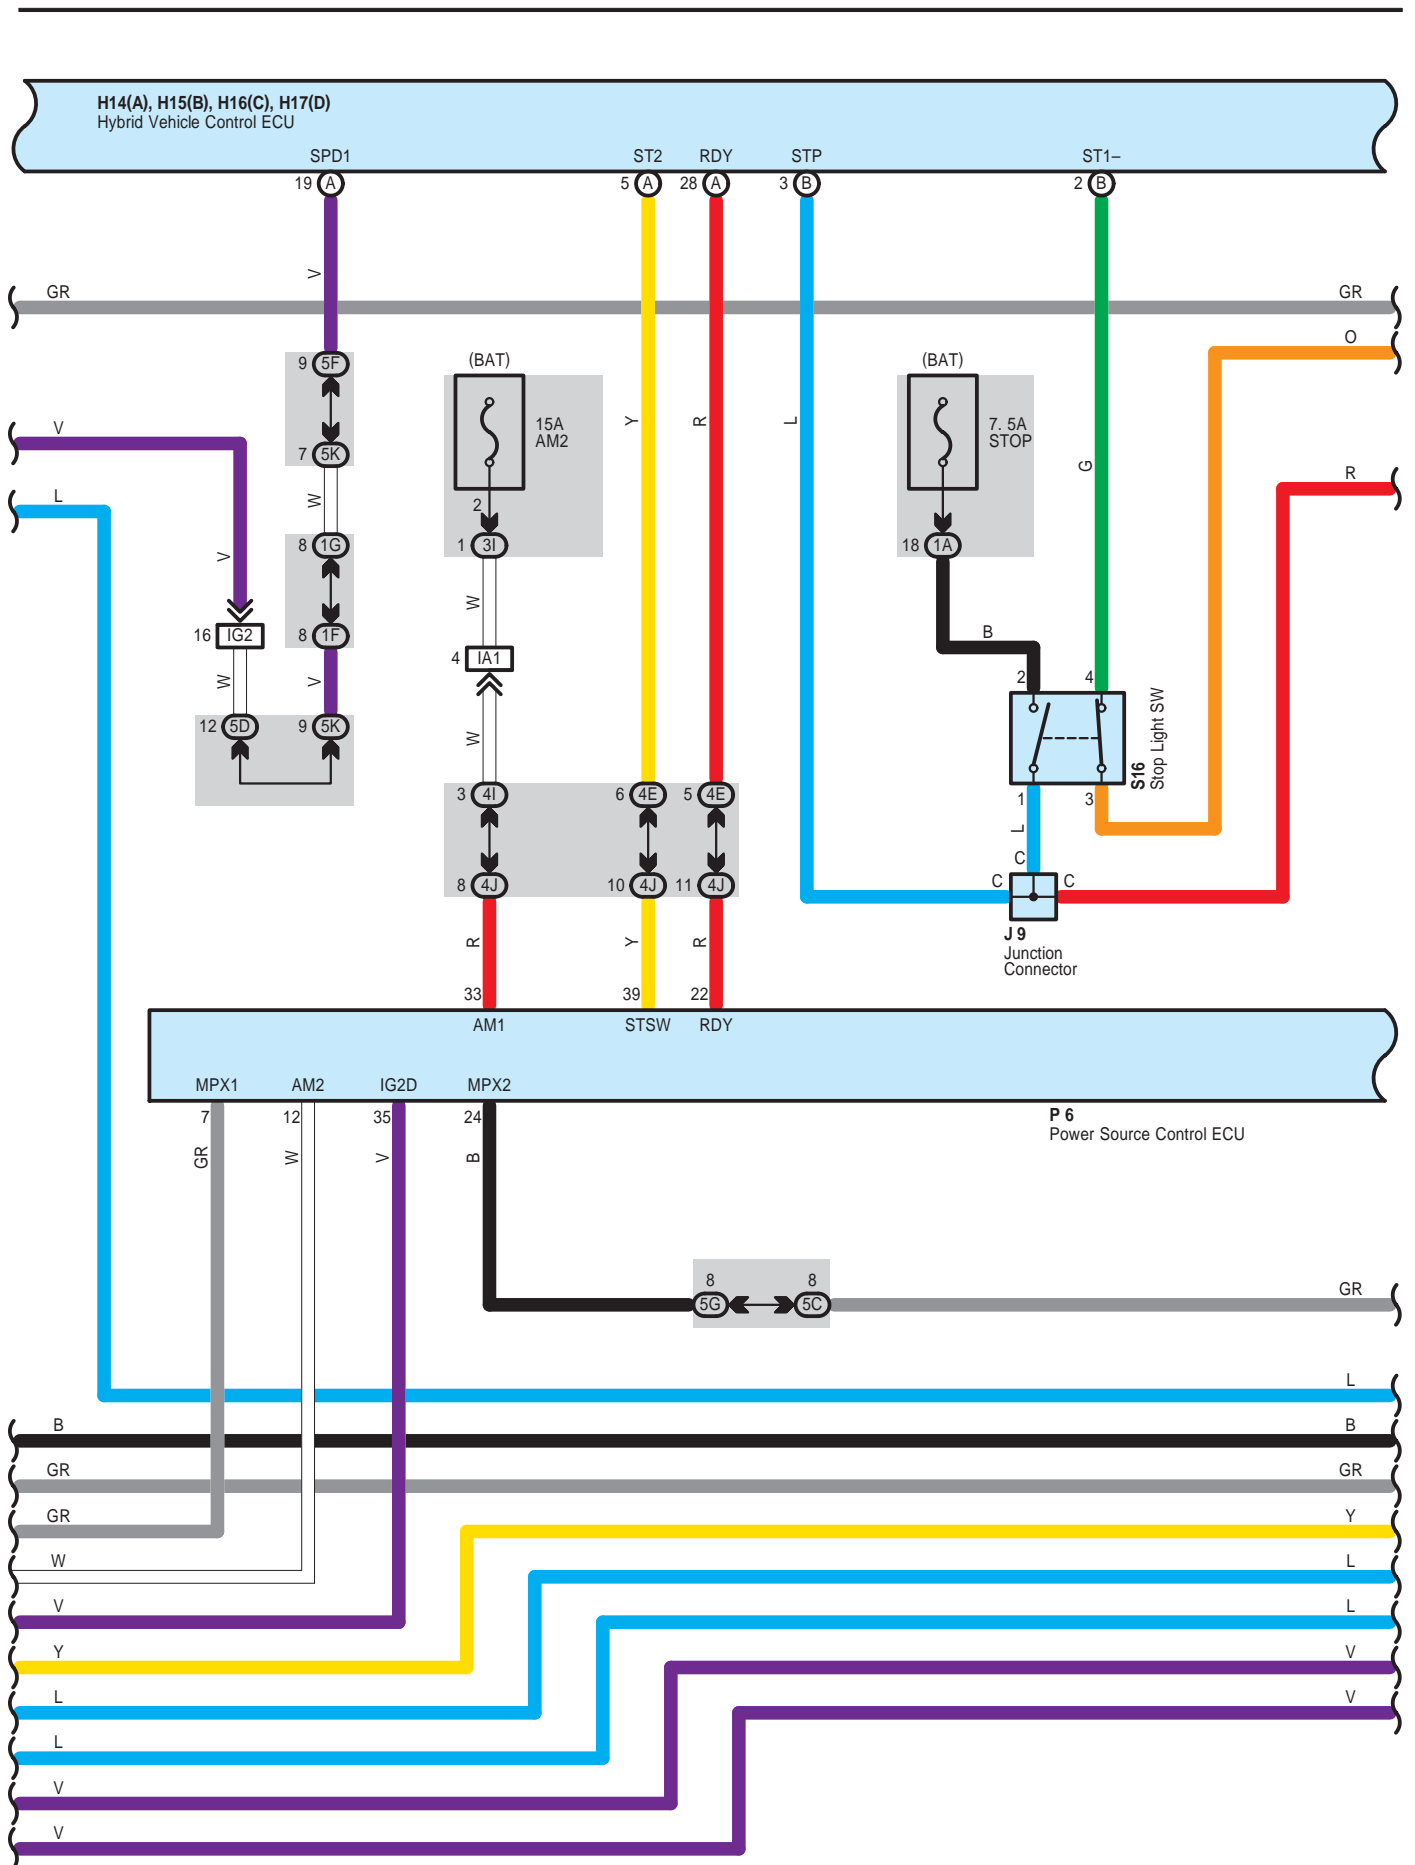 H14(A), H15(B), H16(C), H17(D)
Hybrid Vehicle Control ECU
SPD1 ST2 RDY STP ST1–
19 A 5 A 28 A 3 B 2 B
V
GR GR
O
(BAT) (BAT)
9 5F
15A
AM2
7. 5A
STOP
V Y R L
7 5K
G
R
L
W
2
8 1G 1 3I 18 1A
V
W
B
16 IG2 8 1F
4 IA1
W V
2 4
12 5D 9 5K
W
S16
Stop Light SW
3 4I 6 4E 5 4E
1 3
L
C
8 4J 10 4J 11 4J
C C
J 9
Junction
Connector
R Y R
33 39 22
AM1 STSW RDY
MPX1 AM2 IG2D MPX2
7 12 35 24
P 6
Power Source Control ECU
GR W V B
8 8
5G 5C
GR
L
B B
GR GR
GR Y
W L
V L
Y V
L V
L
V
V